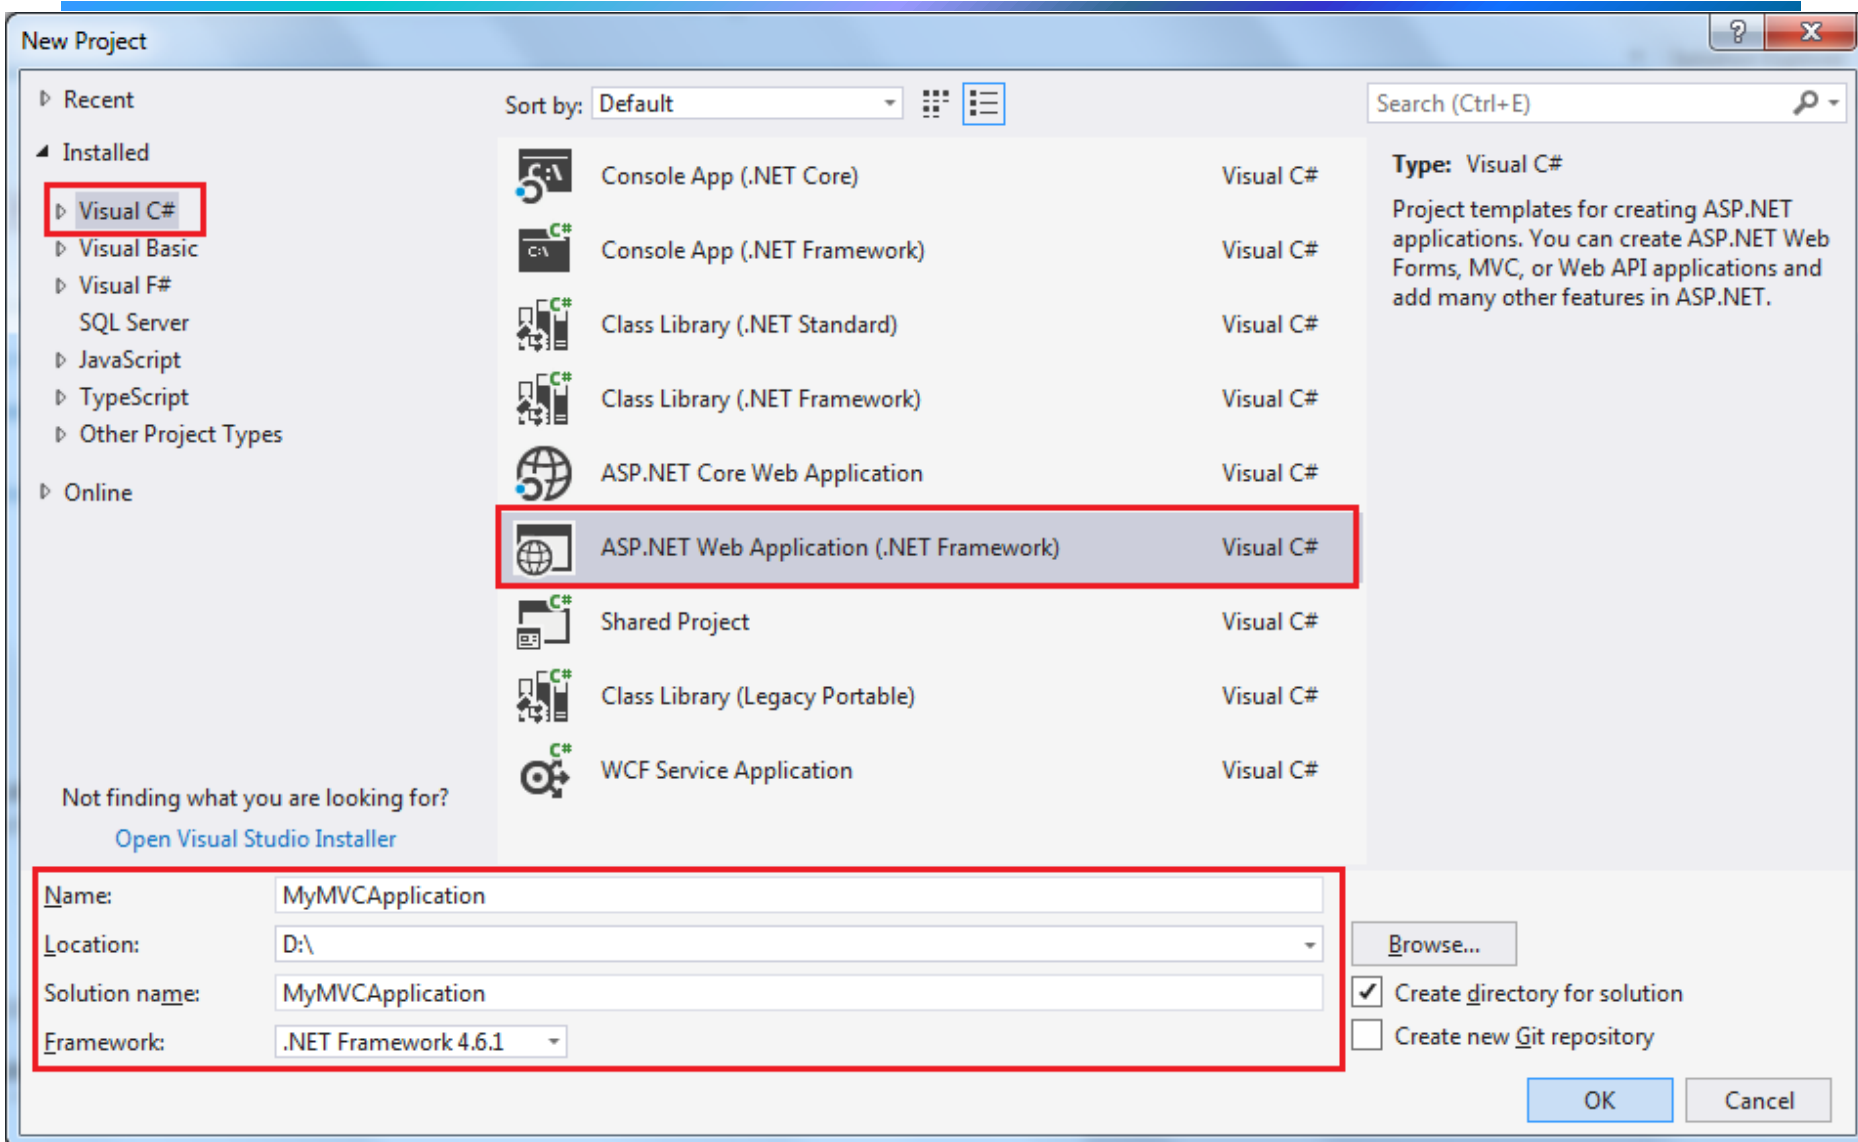 New Project
Recent
Installed
Visual C#
Visual Basic
Visual F#
SQL Server
JavaScript
TypeScript
Other Project Types
Online
Not finding what you are looking for?
Open Visual Studio Installer
Sort by: Default
Console App (.NET Core) Visual C#
Console App (.NET Framework) Visual C#
Class Library (.NET Standard) Visual C#
Class Library (.NET Framework) Visual C#
ASP.NET Core Web Application Visual C#
ASP.NET Web Application (.NET Framework) Visual C#
Shared Project Visual C#
Class Library (Legacy Portable) Visual C#
WCF Service Application Visual C#
Search (Ctrl+E)
Type: Visual C#
Project templates for creating ASP.NET
applications. You can create ASP.NET Web
Forms, MVC, or Web API applications and
add many other features in ASP.NET.
Name: MyMVCApplication
Location: D:\
Browse...
Solution name: MyMVCApplication
Create directory for solution
Framework: .NET Framework 4.6.1
Create new Git repository
OK Cancel